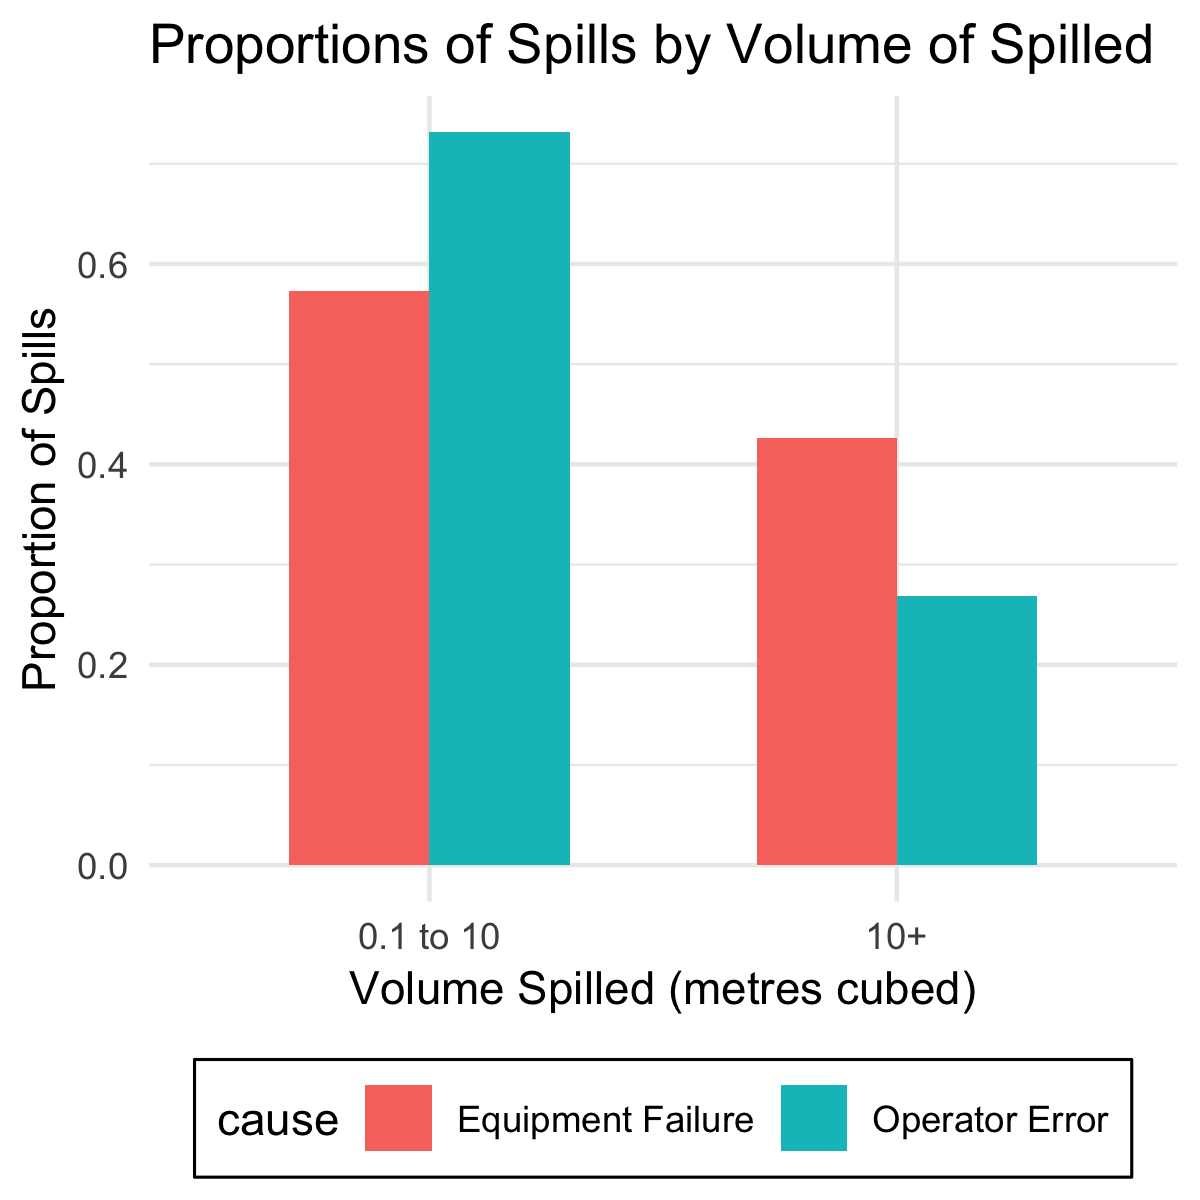 Proportions of Spills by Volume of Spilled
Proportion of Spills
0.6
0.4
0.2
0.0
0.1 to 10
10+
Volume Spilled (metres cubed)
cause
Equipment Failure
Operator Error